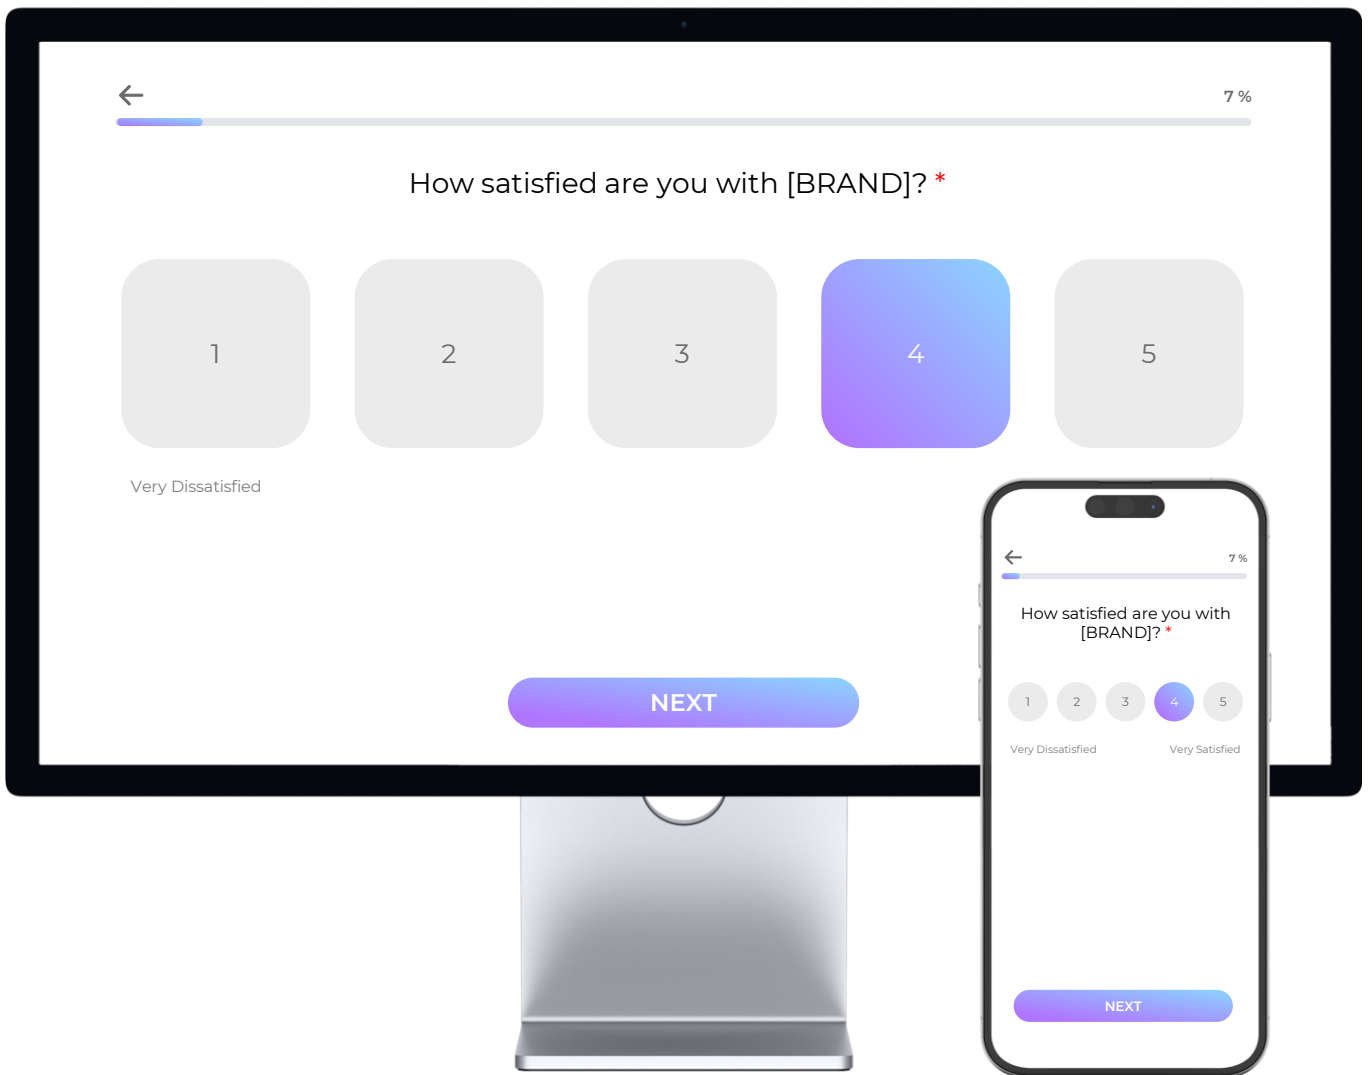 7 %
How satisfied are you with [BRAND]? *
1
2
3
4
5
Very Dissatisfied
NEXT
7 %
How satisfied are you with
[BRAND]? *
1
2
3
4
5
Very Dissatisfied
Very Satisfied
NEXT